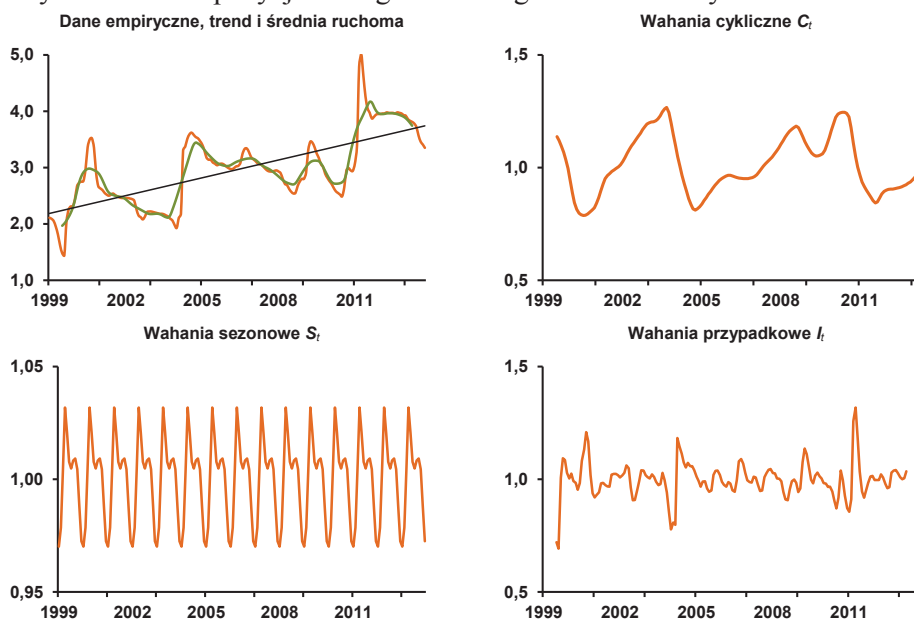 Dane empiryczne, trend i średnia ruchoma
5,0
4,0
3,0
2,0
1,0
1999 2002 2005 2008 2011
Wahania cykliczne Ct
1,5
1,0
0,5
1999 2002 2005 2008 2011
Wahania sezonowe St
1,05
1,00
0,95
1999 2002 2005 2008 2011
Wahania przypadkowe It
1,5
1,0
0,5
1999 2002 2005 2008 2011